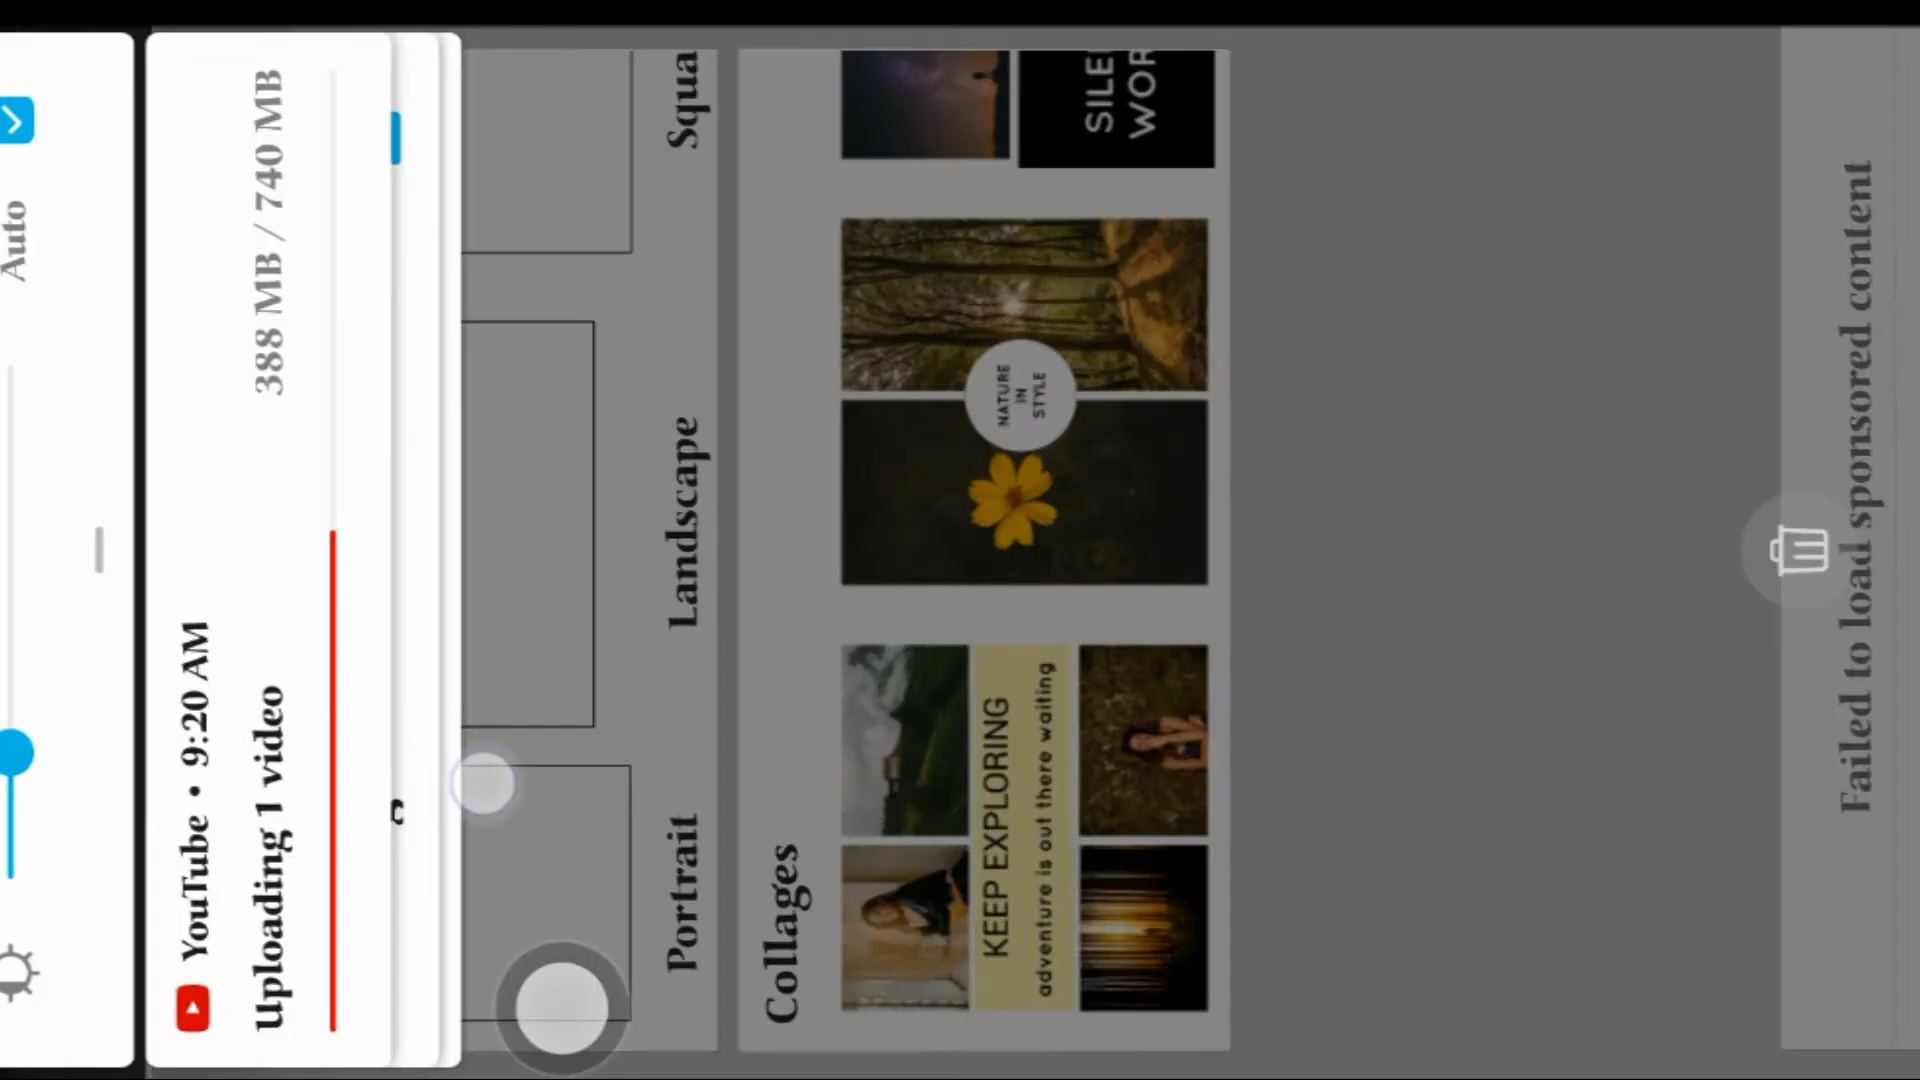 Auto
YouTube • 9:20 AM
Uploading 1 video
388 MB / 740 MB
Portrait
Landscape
Squa
Collages
KEEP EXPLORING
adventure is out there waiting
NATURE
IN
STYLE
SILE
WOR
Failed to load sponsored content